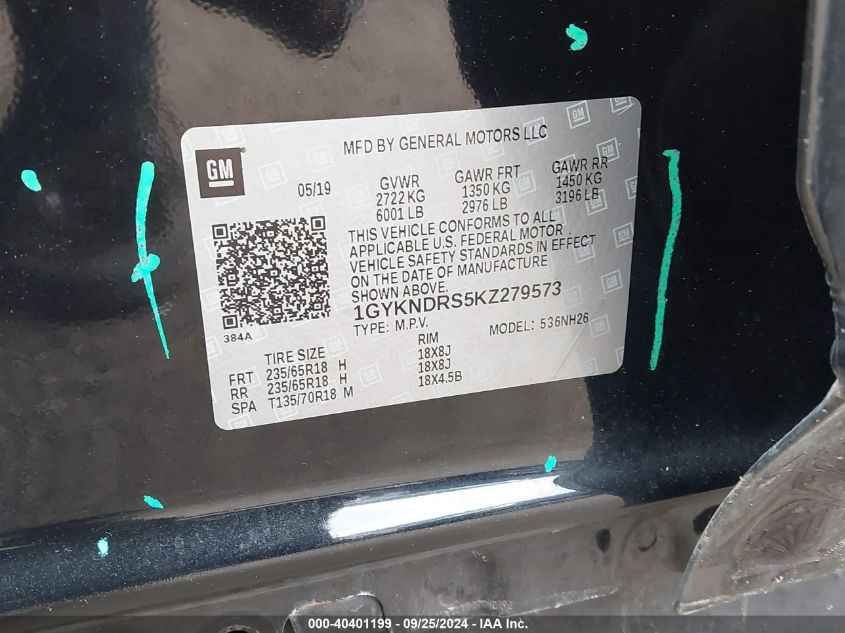 MFD BY GENERAL MOTORS LLC
GM
05/19
GVWR GAWR FRT GAWR RR
2722 KG 1350 KG 1450 KG
6001 LB 2976 LB 3196 LB
THIS VEHICLE CONFORMS TO ALL
APPLICABLE U.S. FEDERAL MOTOR
VEHICLE SAFETY STANDARDS IN EFFECT
ON THE DATE OF MANUFACTURE
SHOWN ABOVE.
1GYKNDRS5KZ279573
384A
TYPE: M.P.V. MODEL: 536NH26
TIRE SIZE RIM
FRT 235/65R18 H 18X8J
RR 235/65R18 H 18X8J
SPA T135/70R18 M 18X4.5B
000-40401199 - 09/25/2024 - IAA Inc.